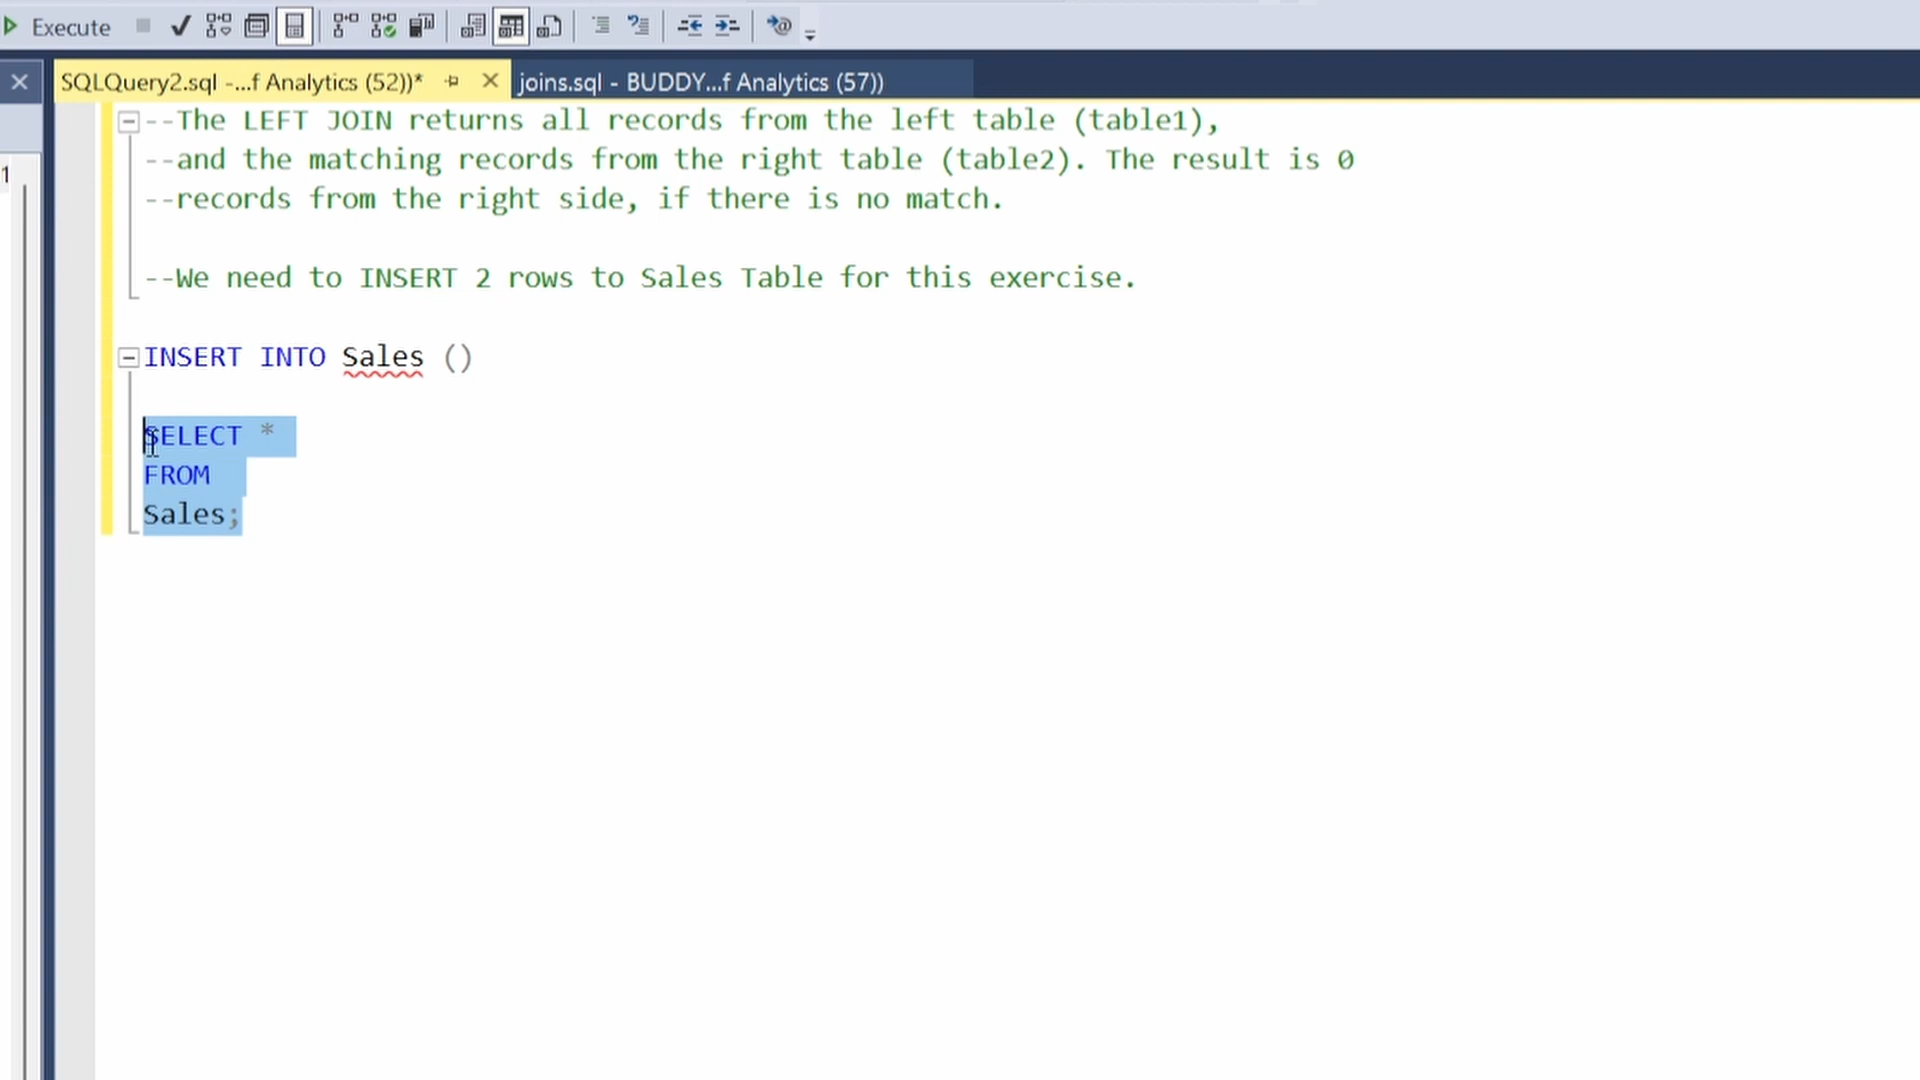 Execute
SQLQuery2.sql -...f Analytics (52))*
joins.sql - BUDDY...f Analytics (57))
1
--The LEFT JOIN returns all records from the left table (table1),
--and the matching records from the right table (table2). The result is 0
--records from the right side, if there is no match.
--We need to INSERT 2 rows to Sales Table for this exercise.
INSERT INTO Sales ()
SELECT *
FROM
Sales;